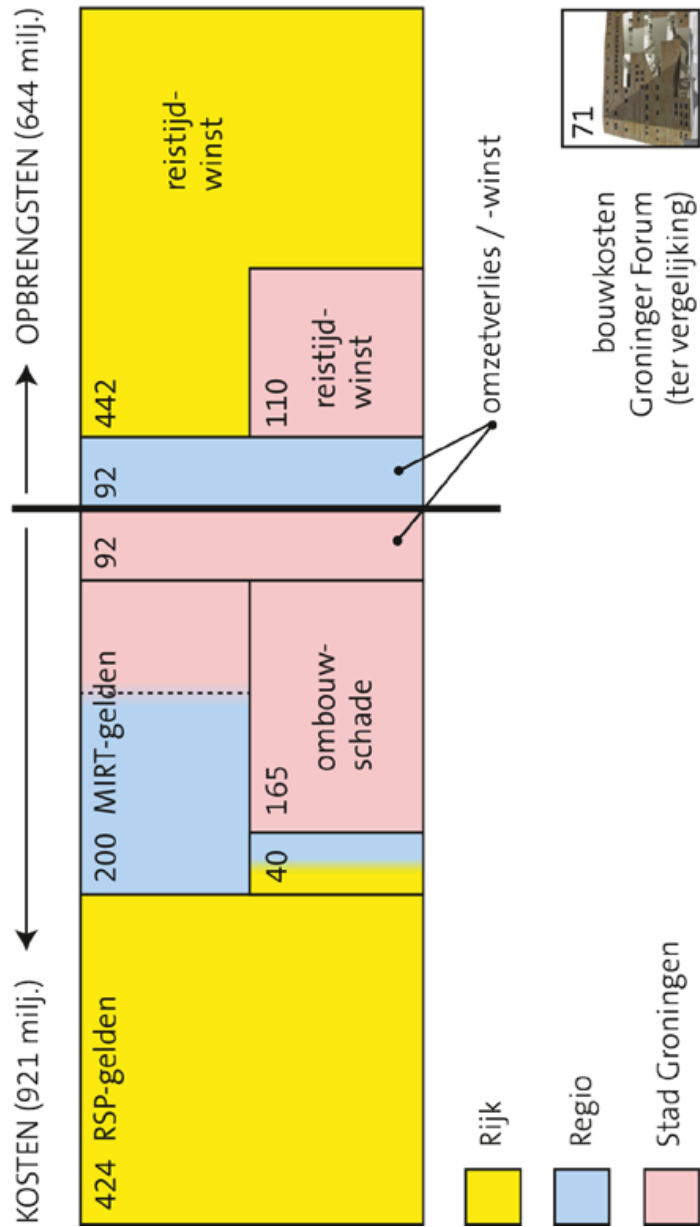 KOSTEN (921 milj.)
OPBRENGSTEN (644 milj.)
424 RSP-gelden
200 MIRT-gelden
40
165
ombouw-
schade
92
92
442
reistijd-
winst
110
reistijd-
winst
omzetverlies / -winst
Rijk
Regio
Stad Groningen
bouwkosten
Groninger Forum
(ter vergelijking)
71